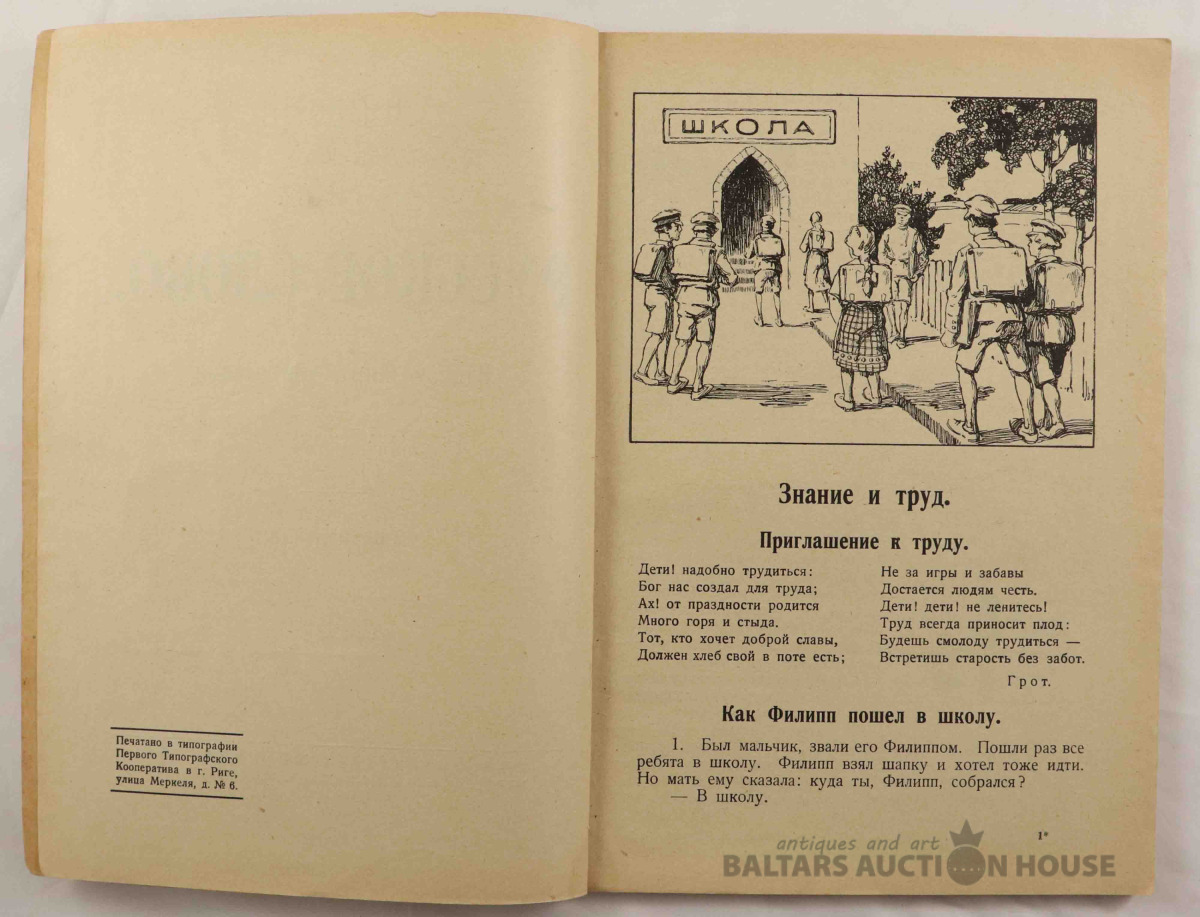 Печатано в типографии
Первого Типографского
Кооператива в г. Риге,
улица Меркеля, д. № 6.
ШКОЛА
Знание и труд.
Приглашение к труду.
Дети! надобно трудиться:
Бог нас создал для труда;
Ах! от праздности родится
Много горя и стыда.
Тот, кто хочет доброй славы,
Должен хлеб свой в поте есть;
Не за игры и забавы
Достается людям честь.
Дети! дети! не ленитесь!
Труд всегда приносит плод:
Будешь смолоду трудиться —
Встретишь старость без забот.
Грот.
Как Филипп пошел в школу.
1. Был мальчик, звали его Филиппом. Пошли раз все
ребята в школу. Филипп взял шапку и хотел тоже идти.
Но мать ему сказала: куда ты, Филипп, собрался?
— В школу.
1*
antiques and art
BALTARS AUCTION HOUSE